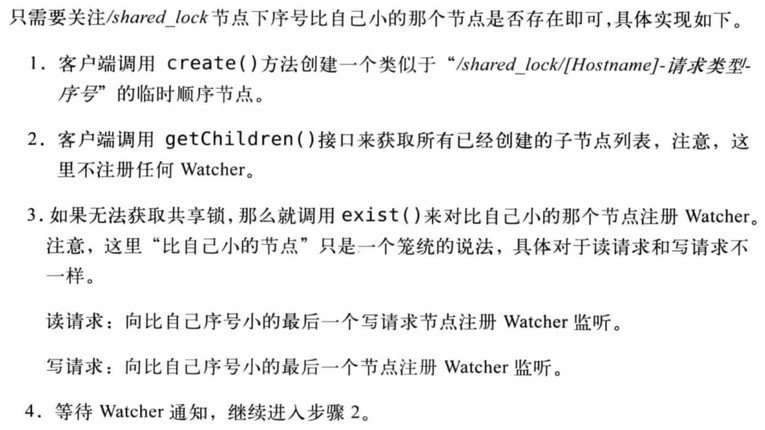 只需要关注/shared_lock节点下序号比自己小的那个节点是否存在即可,具体实现如下。
1. 客户端调用 create()方法创建一个类似于“/shared_lock/[Hostname]-请求类型-
序号”的临时顺序节点。
2. 客户端调用 getChildren()接口来获取所有已经创建的子节点列表，注意，这
里不注册任何 Watcher。
3. 如果无法获取共享锁,那么就调用exist()来对比自己小的那个节点注册 Watcher。
注意，这里“比自己小的节点”只是一个笼统的说法，具体对于读请求和写请求不
一样。
读请求：向比自己序号小的最后一个写请求节点注册 Watcher 监听。
写请求：向比自己序号小的最后一个节点注册 Watcher 监听。
4. 等待 Watcher 通知，继续进入步骤 2。